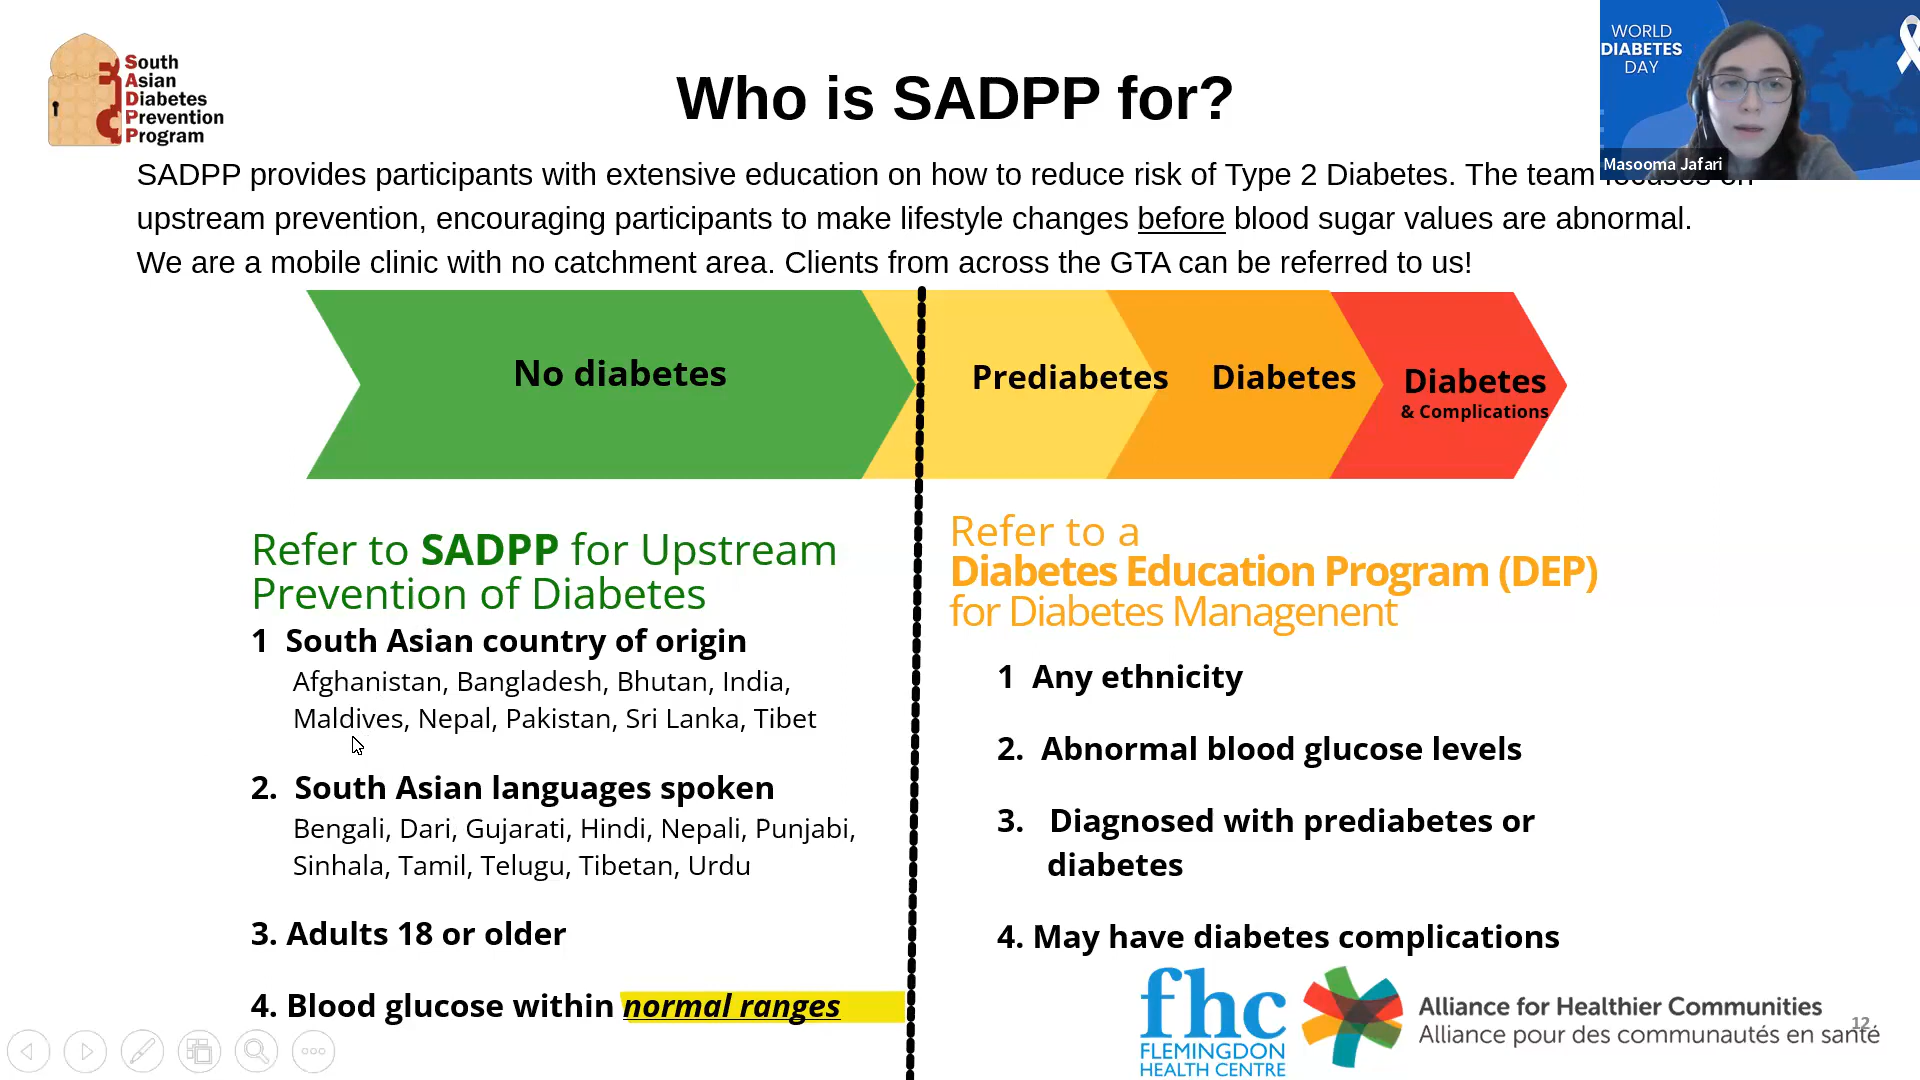 South
Asian
Diabetes
Prevention
Program
Who is SADPP for?
WORLD
DIABETES
DAY
Masooma Jafari
SADPP provides participants with extensive education on how to reduce risk of Type 2 Diabetes. The team focuses on
upstream prevention, encouraging participants to make lifestyle changes before blood sugar values are abnormal.
We are a mobile clinic with no catchment area. Clients from across the GTA can be referred to us!
No diabetes
Prediabetes
Diabetes
Diabetes
& Complications
Refer to SADPP for Upstream
Prevention of Diabetes
1 South Asian country of origin
Afghanistan, Bangladesh, Bhutan, India,
Maldives, Nepal, Pakistan, Sri Lanka, Tibet
2. South Asian languages spoken
Bengali, Dari, Gujarati, Hindi, Nepali, Punjabi,
Sinhala, Tamil, Telugu, Tibetan, Urdu
3. Adults 18 or older
4. Blood glucose within normal ranges
Refer to a
Diabetes Education Program (DEP)
for Diabetes Managenent
1 Any ethnicity
2. Abnormal blood glucose levels
3. Diagnosed with prediabetes or
diabetes
4. May have diabetes complications
fhc
FLEMINGDON
HEALTH CENTRE
Alliance for Healthier Communities
Alliance pour des communautés en santé
12